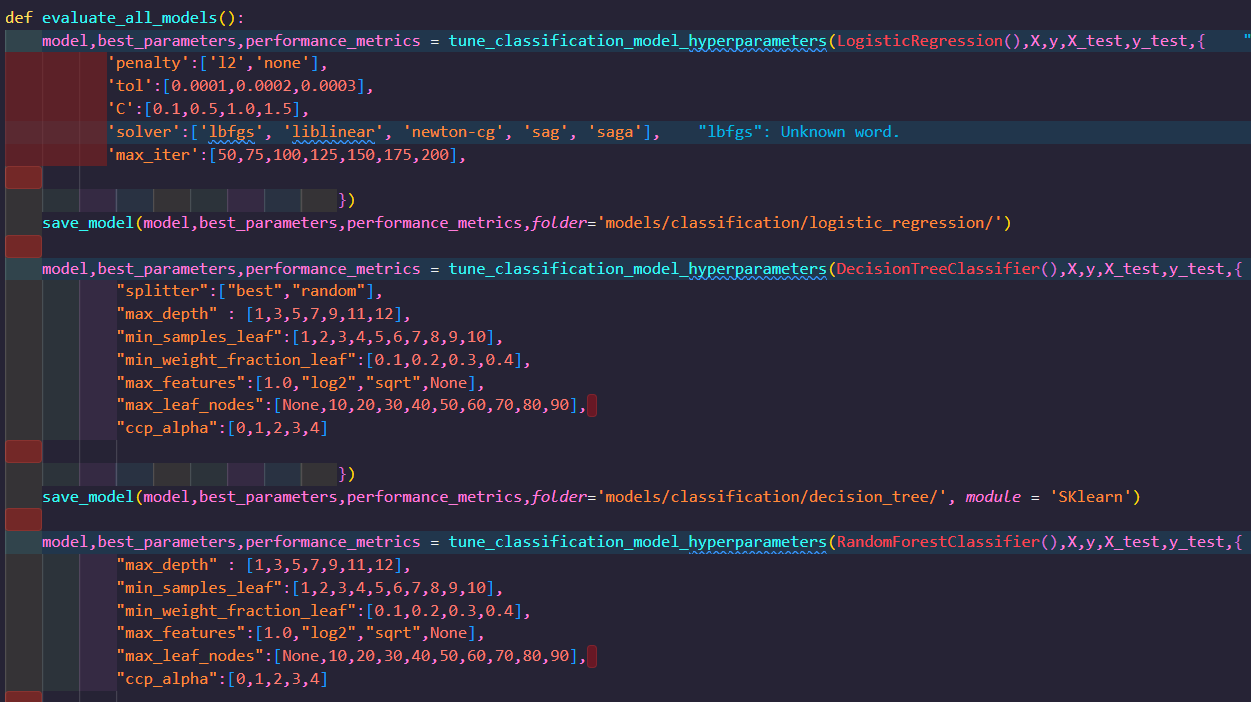 def evaluate_all_models():
model,best_parameters,performance_metrics = tune_classification_model_hyperparameters(LogisticRegression(),X,y,X_test,y_test,{ "
'penalty':['l2','none'],
'tol':[0.0001,0.0002,0.0003],
'C':[0.1,0.5,1.0,1.5],
'solver':['lbfgs', 'liblinear', 'newton-cg', 'sag', 'saga'], "lbfgs": Unknown word.
'max_iter':[50,75,100,125,150,175,200],
})
save_model(model,best_parameters,performance_metrics,folder='models/classification/logistic_regression/')
model,best_parameters,performance_metrics = tune_classification_model_hyperparameters(DecisionTreeClassifier(),X,y,X_test,y_test,{
"splitter":["best","random"],
"max_depth" : [1,3,5,7,9,11,12],
"min_samples_leaf":[1,2,3,4,5,6,7,8,9,10],
"min_weight_fraction_leaf":[0.1,0.2,0.3,0.4],
"max_features":[1.0,"log2","sqrt",None],
"max_leaf_nodes":[None,10,20,30,40,50,60,70,80,90],
"ccp_alpha":[0,1,2,3,4]
})
save_model(model,best_parameters,performance_metrics,folder='models/classification/decision_tree/', module = 'SKlearn')
model,best_parameters,performance_metrics = tune_classification_model_hyperparameters(RandomForestClassifier(),X,y,X_test,y_test,{
"max_depth" : [1,3,5,7,9,11,12],
"min_samples_leaf":[1,2,3,4,5,6,7,8,9,10],
"min_weight_fraction_leaf":[0.1,0.2,0.3,0.4],
"max_features":[1.0,"log2","sqrt",None],
"max_leaf_nodes":[None,10,20,30,40,50,60,70,80,90],
"ccp_alpha":[0,1,2,3,4]